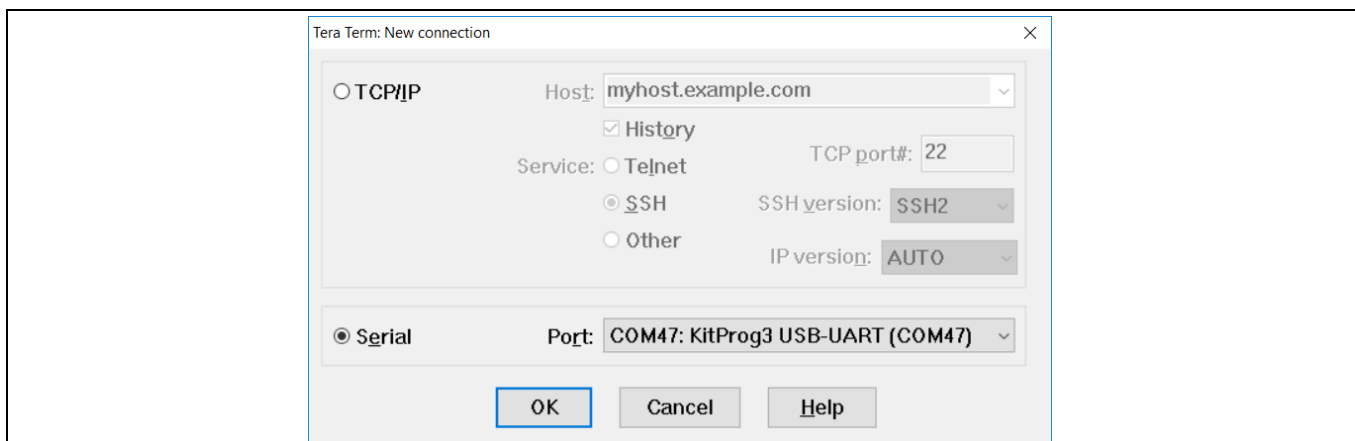 Tera Term: New connection
TCP/IP
Host: myhost.example.com
History
Service: Telnet
TCP port#: 22
SSH
SSH version: SSH2
Other
IP version: AUTO
Serial
Port: COM47: KitProg3 USB-UART (COM47)
OK Cancel Help